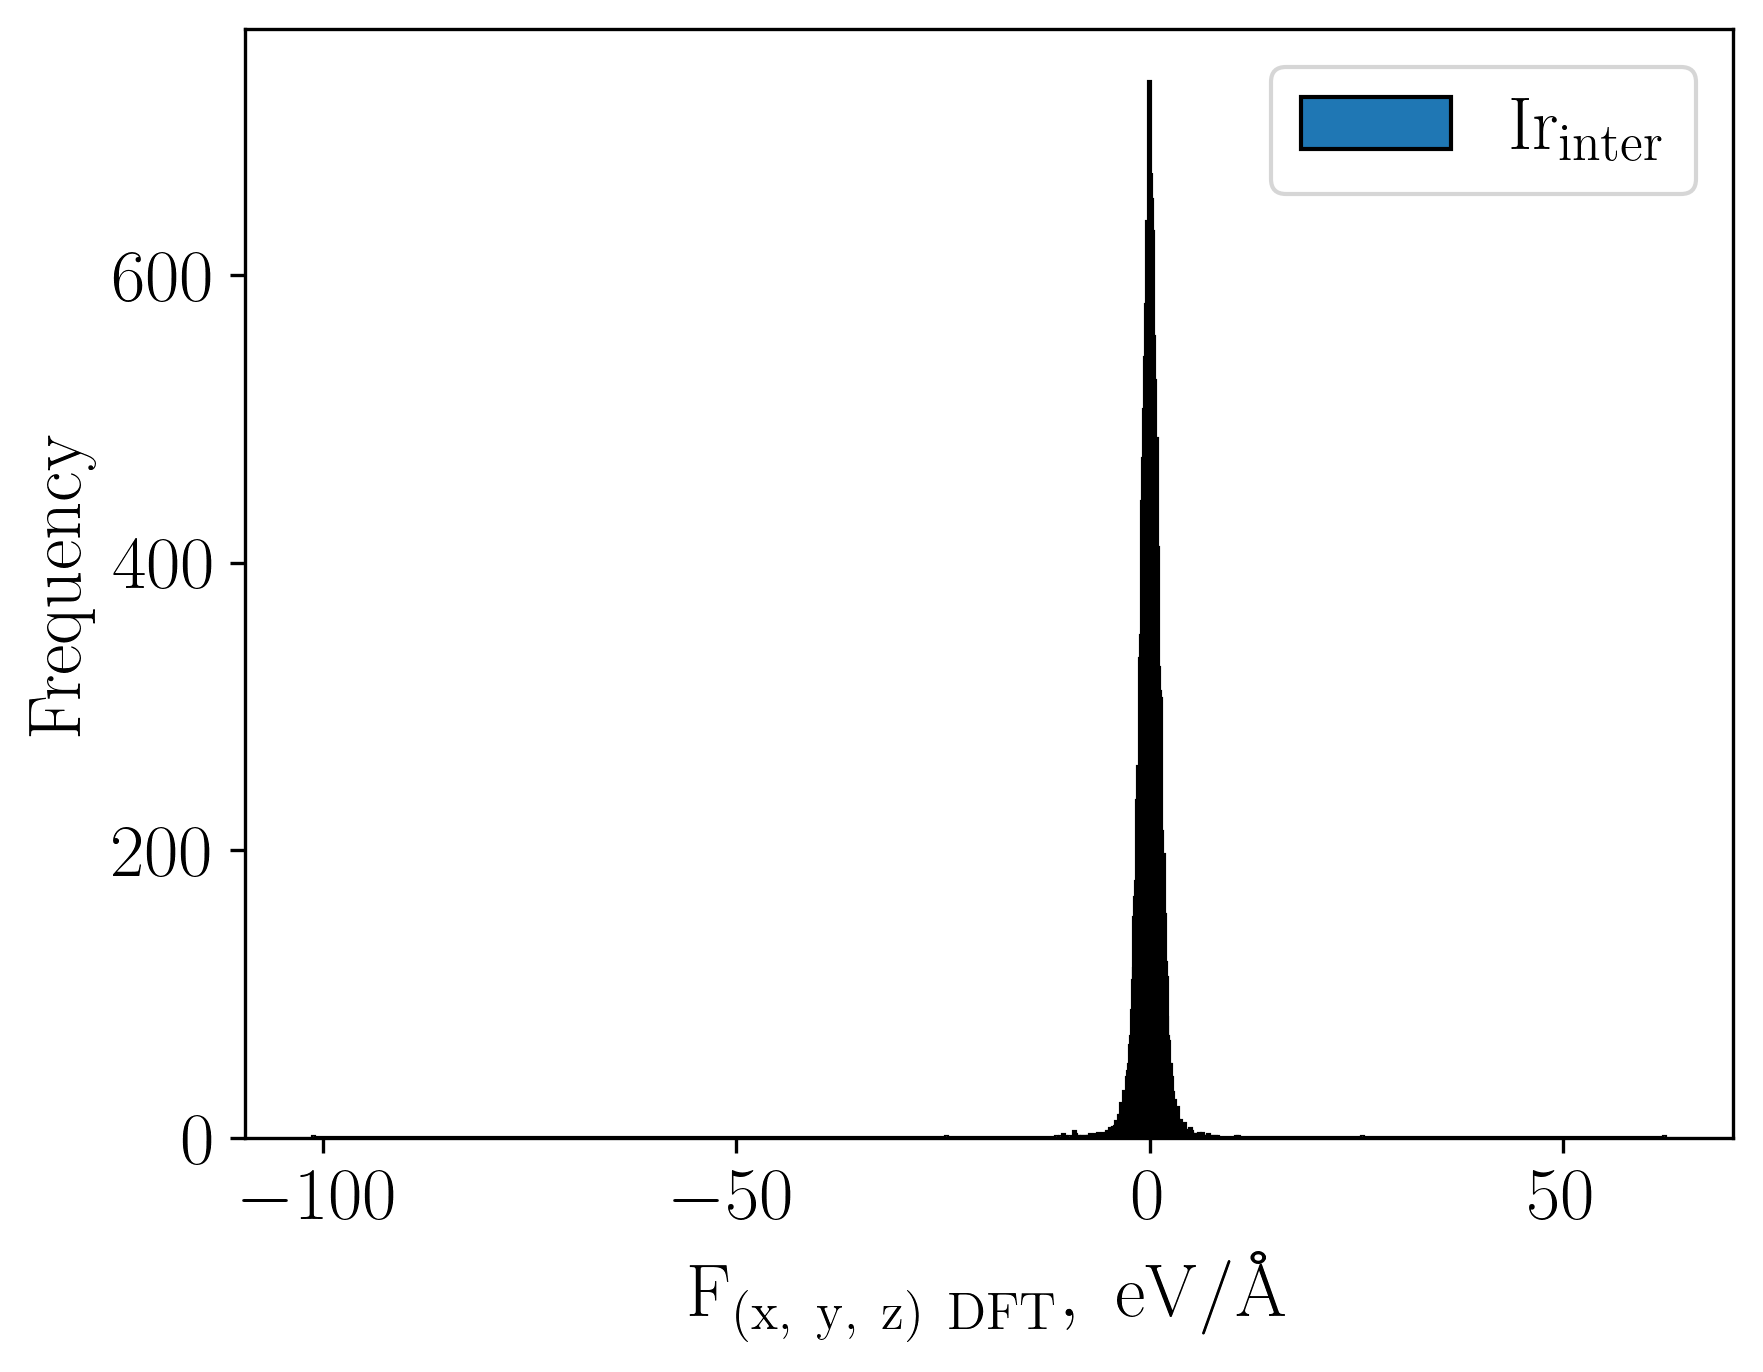 Ir_inter
600
400
200
0
Frequency
−100 −50 0 50
F_(x, y, z) DFT, eV/Å